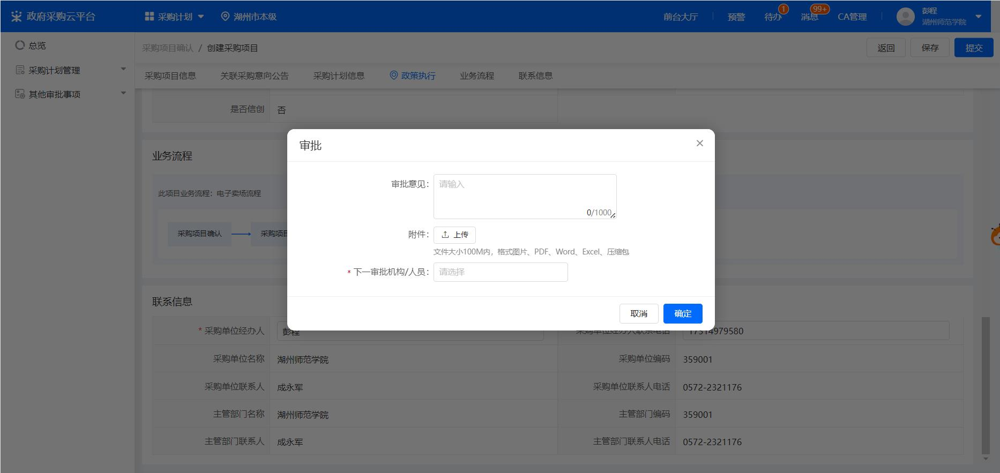 政府采购云平台
采购计划
湖州市本级
前台大厅
预警
待办
1
消息
99+
CA管理
彭程
湖州师范学院
总览
采购计划管理
其他审批事项
采购项目确认 / 创建采购项目
返回
保存
提交
采购项目信息
关联采购意向公告
采购计划信息
政策执行
业务流程
联系信息
是否信创
否
业务流程
此项目业务流程：电子卖场流程
采购项目确认
采购项目
审批
审批意见：
请输入
0/1000
附件：
上传
文件大小100M内，格式图片、PDF、Word、Excel、压缩包
* 下一审批机构/人员：
请选择
取消
确定
联系信息
* 采购单位经办人
彭程
采购单位经办人联系电话
17314979580
采购单位名称
湖州师范学院
采购单位编码
359001
采购单位联系人
成永军
采购单位联系人电话
0572-2321176
主管部门名称
湖州师范学院
主管部门编码
359001
主管部门联系人
成永军
主管部门联系人电话
0572-2321176